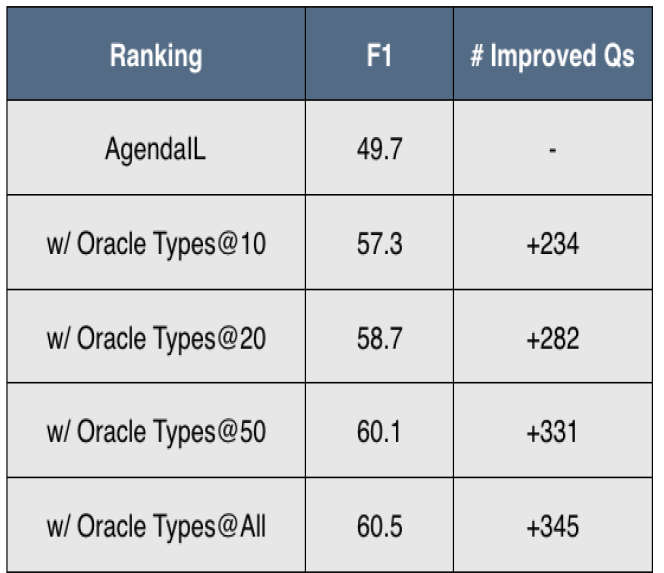 Ranking F1 # Improved Qs
AgendaIL 49.7 -
w/ Oracle Types@10 57.3 +234
w/ Oracle Types@20 58.7 +282
w/ Oracle Types@50 60.1 +331
w/ Oracle Types@All 60.5 +345